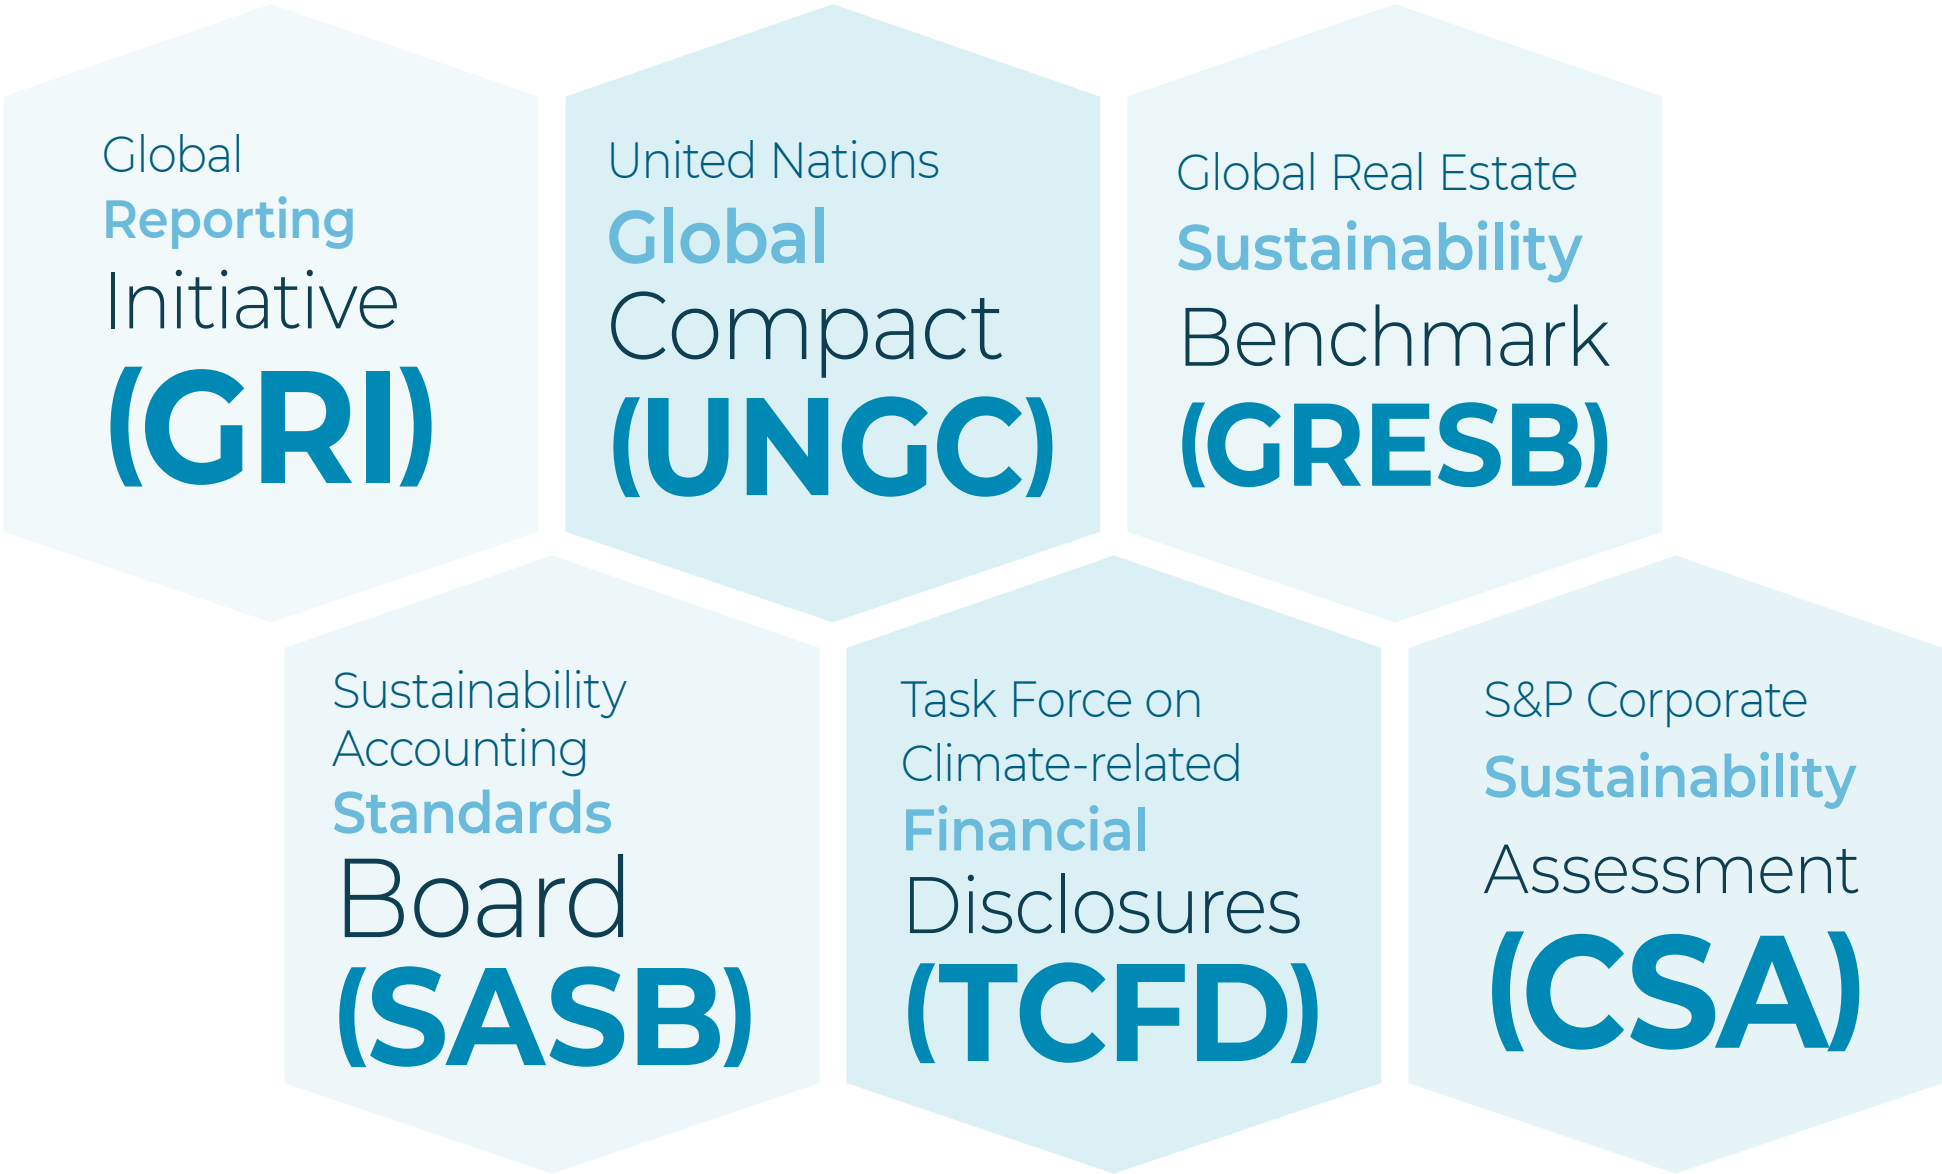 Global
Reporting
Initiative
(GRI)
United Nations
Global
Compact
(UNGC)
Global Real Estate
Sustainability
Benchmark
(GRESB)
Sustainability
Accounting
Standards
Board
(SASB)
Task Force on
Climate-related
Financial
Disclosures
(TCFD)
S&P Corporate
Sustainability
Assessment
(CSA)